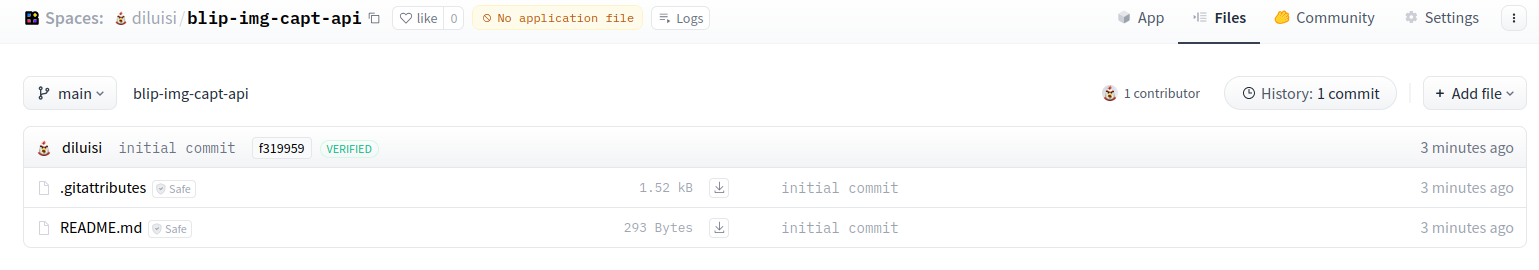 Spaces: diluisi/blip-img-capt-api like 0 No application file Logs App Files Community Settings
main blip-img-capt-api 1 contributor History: 1 commit + Add file
diluisi initial commit f319959 VERIFIED 3 minutes ago
.gitattributes Safe 1.52 kB initial commit 3 minutes ago
README.md Safe 293 Bytes initial commit 3 minutes ago